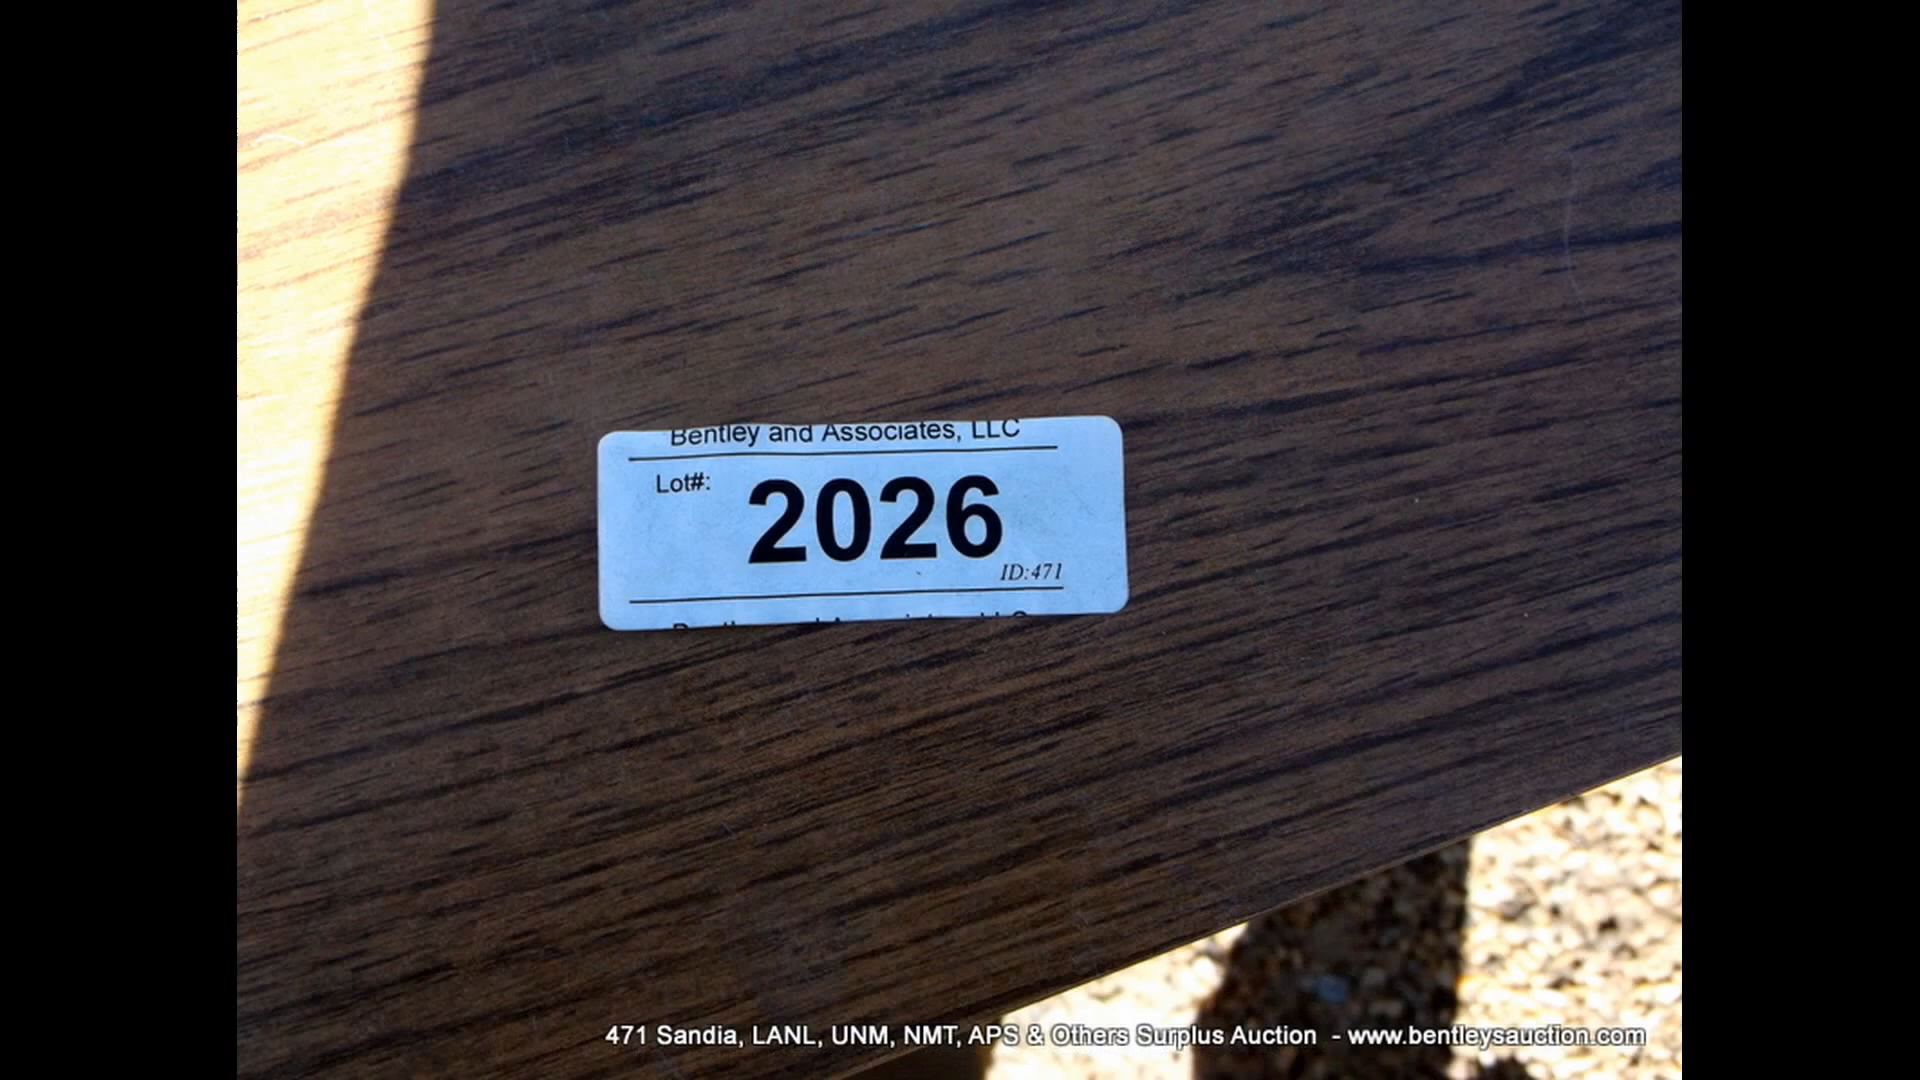 Bentley and Associates, LLC
Lot#:
2026
ID:471
471 Sandia, LANL, UNM, NMT, APS & Others Surplus Auction - www.bentleysauction.com